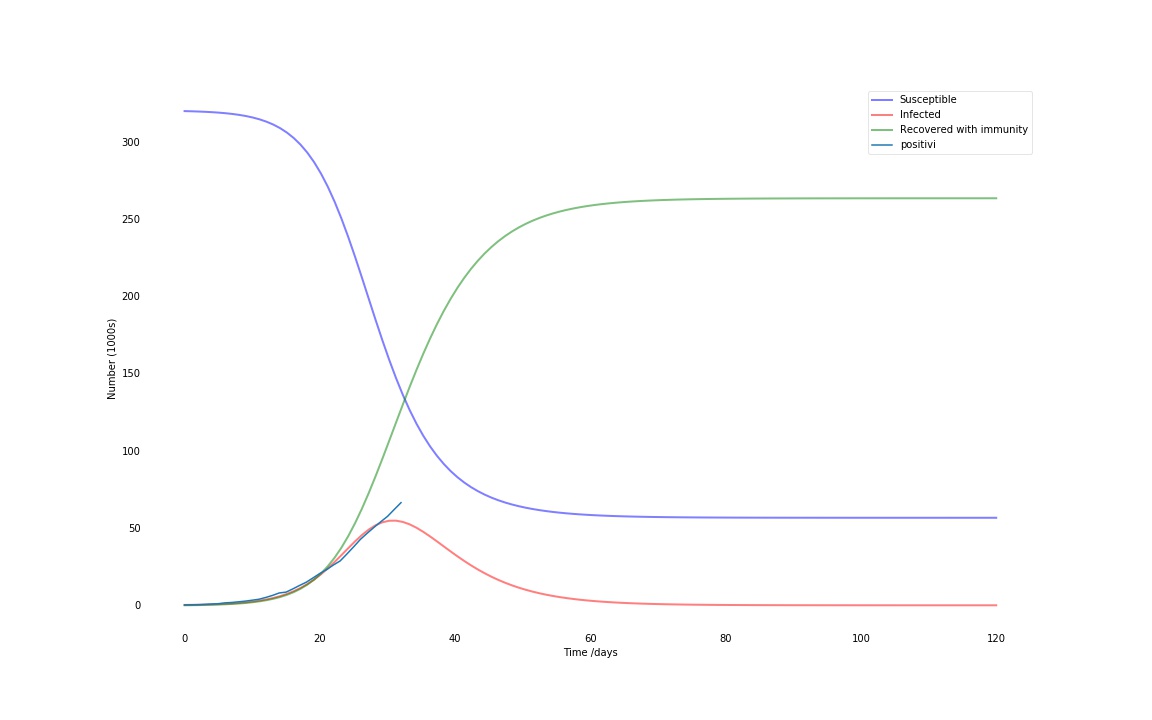 Susceptible
Infected
Recovered with immunity
positivi
300
250
200
150
100
50
0
Number (1000s)
0 20 40 60 80 100 120
Time /days